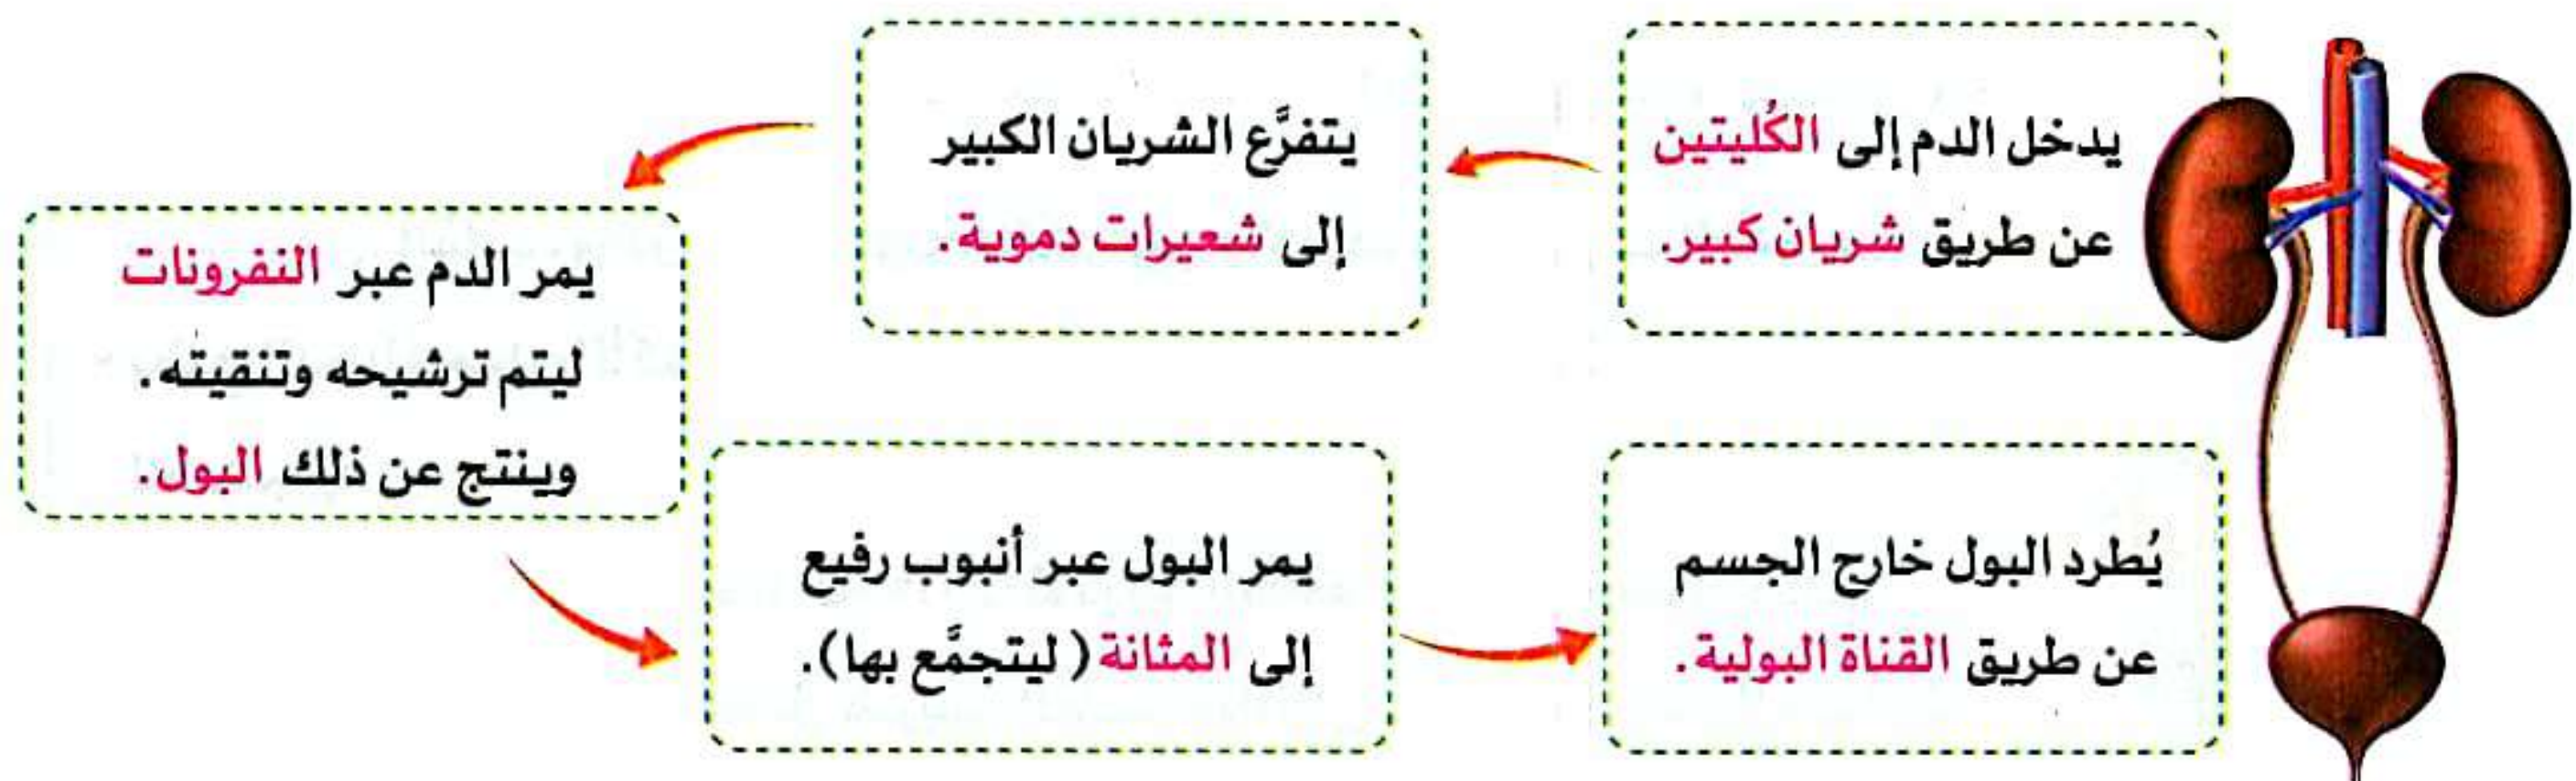 يدخل الدم إلى الكُليتين
عن طريق شريان كبير.
يتفرَّع الشريان الكبير
إلى شعيرات دموية.
يمر الدم عبر النفرونات
ليتم ترشيحه وتنقيته.
وينتج عن ذلك البول.
يمر البول عبر أنبوب رفيع
إلى المثانة (ليتجمَّع بها).
يُطرد البول خارج الجسم
عن طريق القناة البولية.